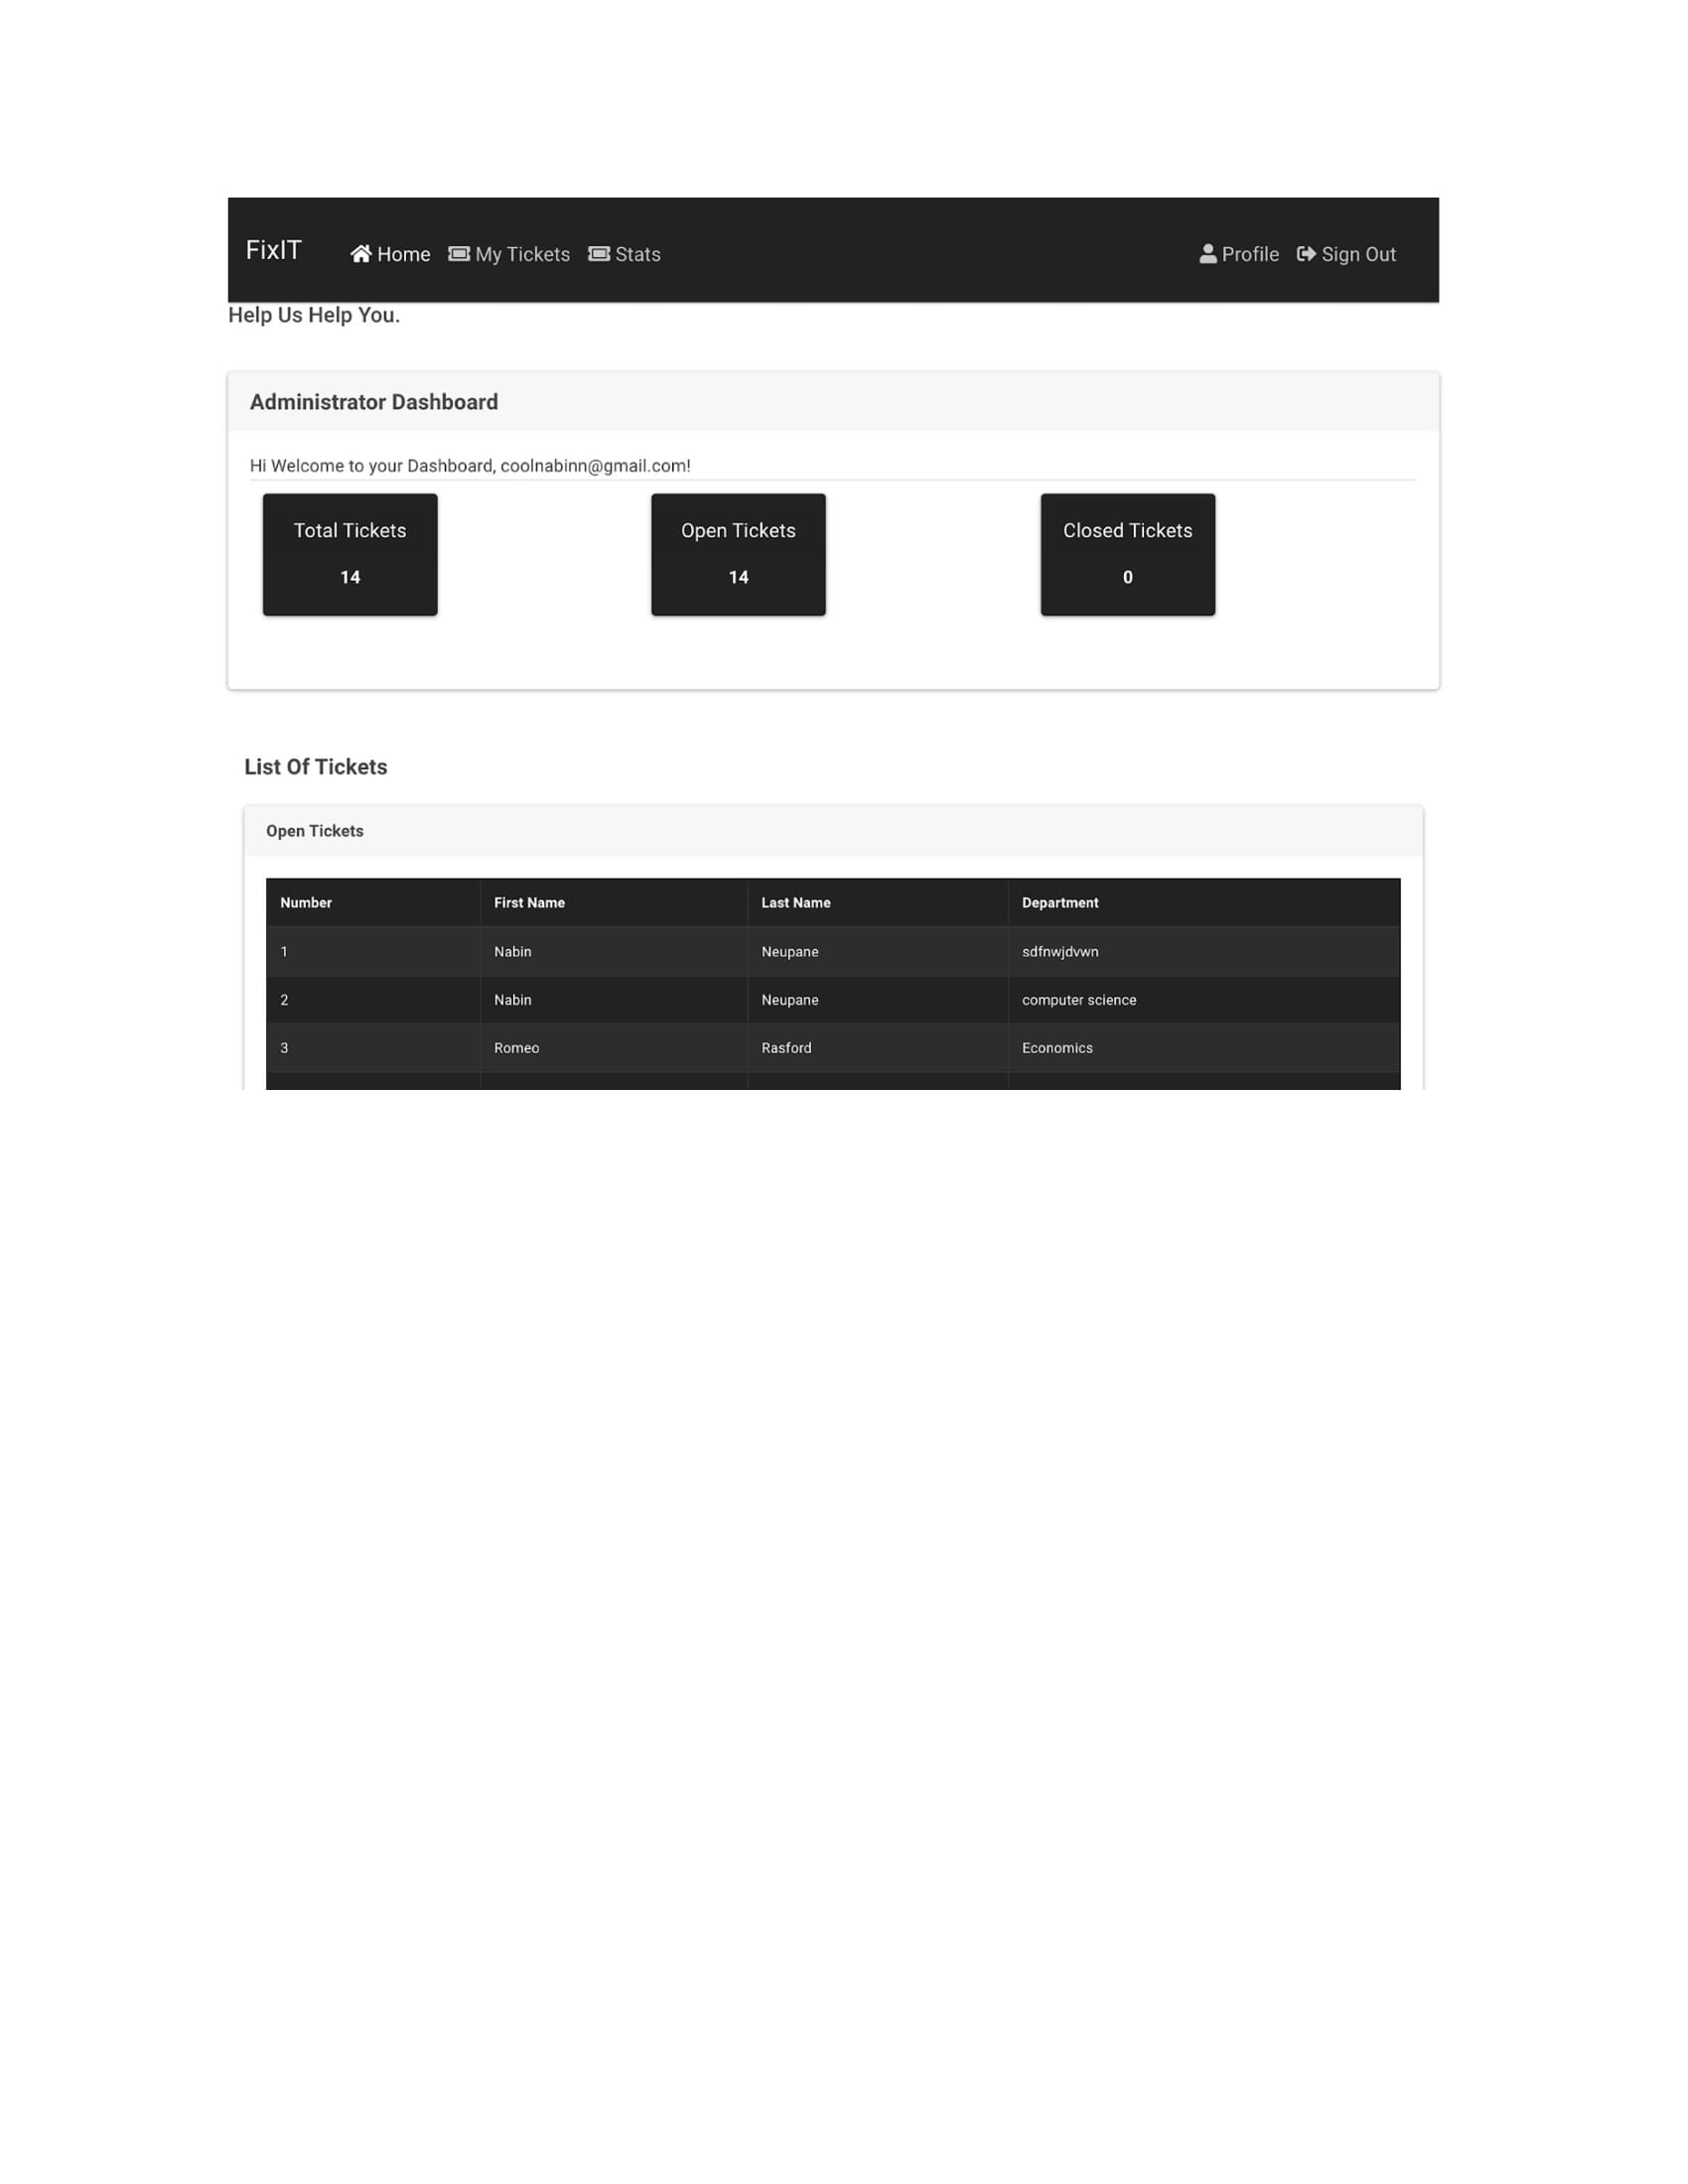 FixIT Home My Tickets Stats Profile Sign Out
Help Us Help You.
Administrator Dashboard
Hi Welcome to your Dashboard, coolnabinn@gmail.com!
Total Tickets Open Tickets Closed Tickets
14 14 0
List Of Tickets
Open Tickets
Number First Name Last Name Department
1 Nabin Neupane sdfnwjdvwn
2 Nabin Neupane computer science
3 Romeo Rasford Economics